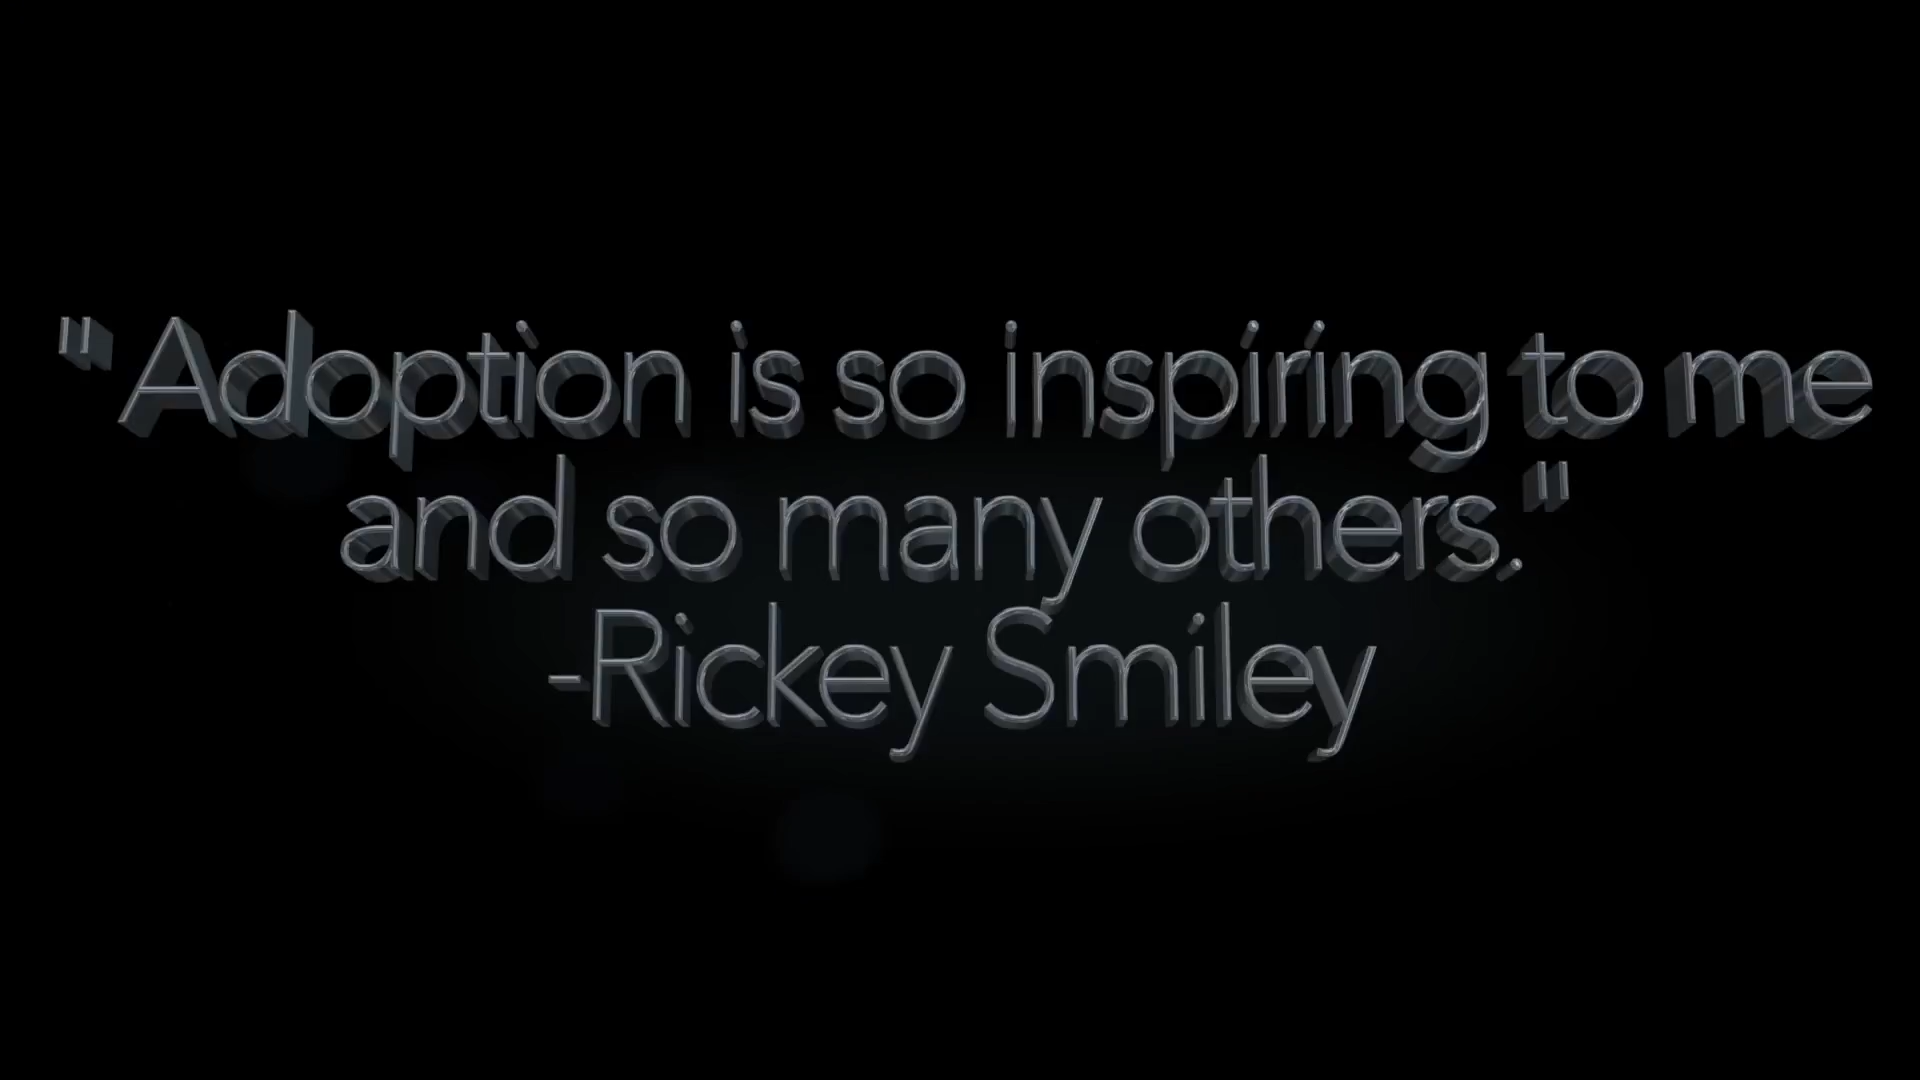 "Adoption is so inspiring to me
and so many others."
-Rickey Smiley